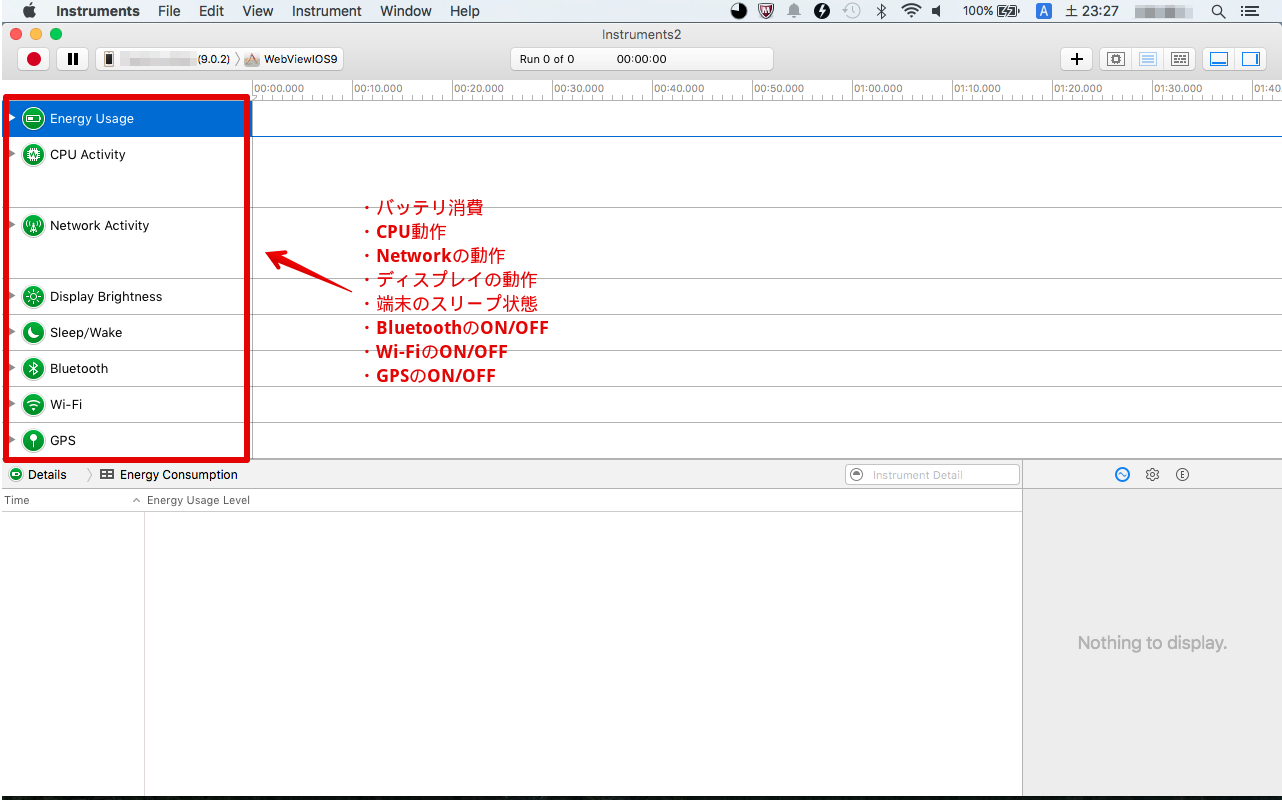 Instruments File Edit View Instrument Window Help 100% A 土 23:27
Instruments2
(9.0.2) WebViewIOS9 Run 0 of 0 00:00:00
00:00.000 00:10.000 00:20.000 00:30.000 00:40.000 00:50.000 01:00.000 01:10.000 01:20.000 01:30.000 01:40
Energy Usage
CPU Activity
Network Activity
Display Brightness
Sleep/Wake
Bluetooth
Wi-Fi
GPS
・バッテリ消費
・CPU動作
・Networkの動作
・ディスプレイの動作
・端末のスリープ状態
・BluetoothのON/OFF
・Wi-FiのON/OFF
・GPSのON/OFF
Details Energy Consumption Instrument Detail E
Time Energy Usage Level
Nothing to display.